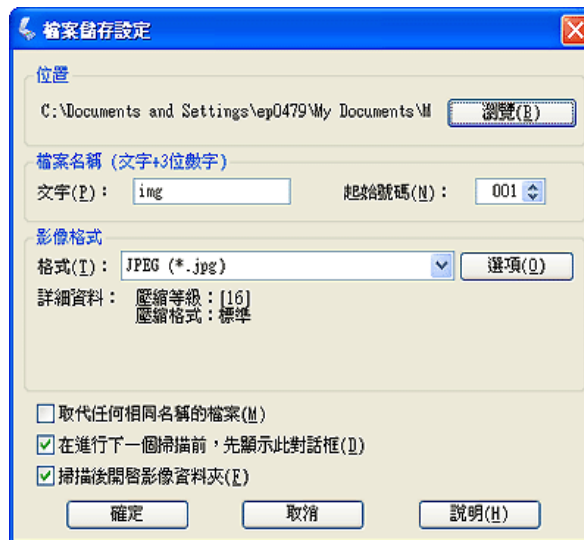 檔案儲存設定
位置
C:\Documents and Settings\ep0479\My Documents\M 瀏覽(B)
檔案名稱 (文字+3位數字)
文字(P)： img 起始號碼(N)： 001
影像格式
格式(T)： JPEG (*.jpg) 選項(O)
詳細資料： 壓縮等級：[16]
壓縮格式：標準
取代任何相同名稱的檔案(M)
在進行下一個掃描前，先顯示此對話框(D)
掃描後開啓影像資料夾(F)
確定 取消 說明(H)